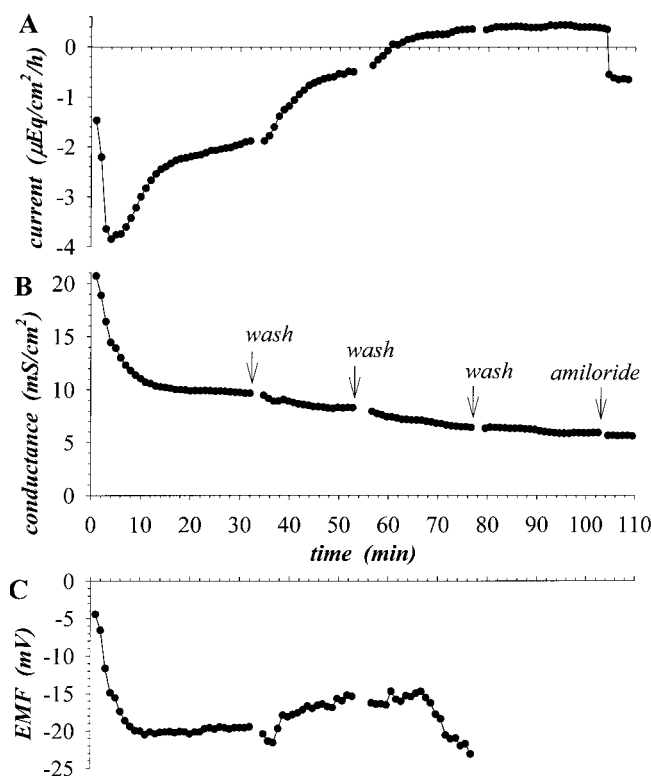 A
current (μEq/cm²/h)
0
-1
-2
-3
-4
B
conductance (mS/cm²)
20
15
10
5
0
wash
wash
wash
amiloride
0 10 20 30 40 50 60 70 80 90 100 110
time (min)
C
EMF (mV)
0
-5
-10
-15
-20
-25